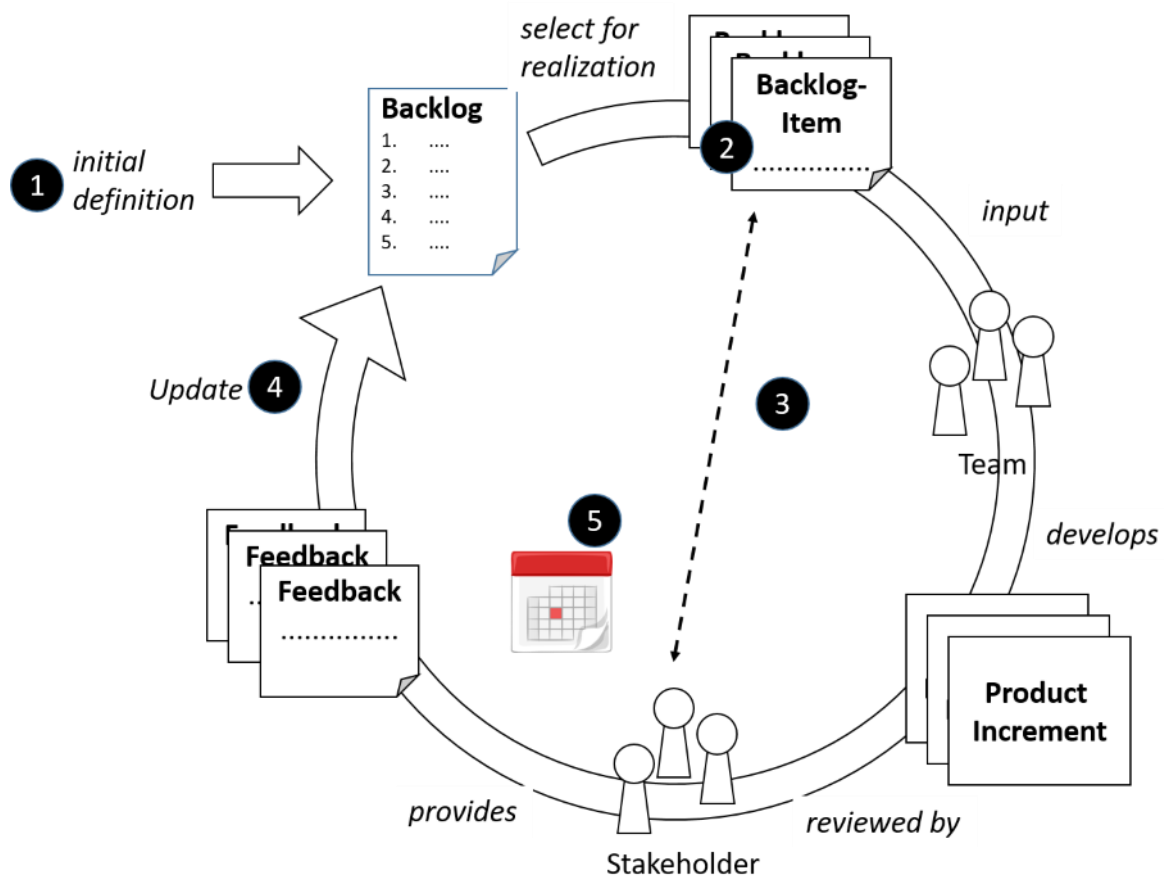 select for
realization
Backlog-
Item
2
..................
1
initial
definition
Backlog
1. ....
2. ....
3. ....
4. ....
5. ....
input
Update
4
3
Team
5
develops
Feedback
Feedback
..................
Product
Increment
provides
reviewed by
Stakeholder